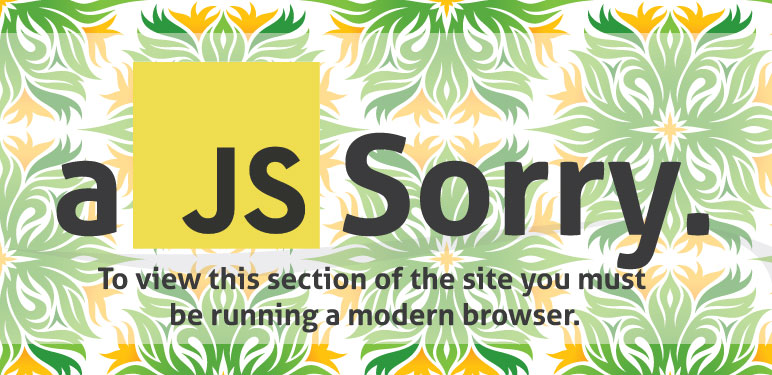 a JS Sorry.
To view this section of the site you must
be running a modern browser.